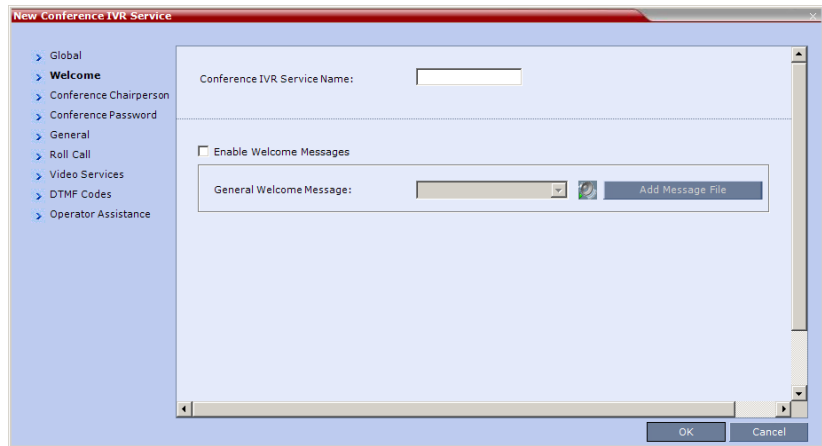 New Conference IVR Service
Global
Welcome
Conference Chairperson
Conference Password
General
Roll Call
Video Services
DTMF Codes
Operator Assistance
Conference IVR Service Name:
Enable Welcome Messages
General Welcome Message:
Add Message File
OK
Cancel